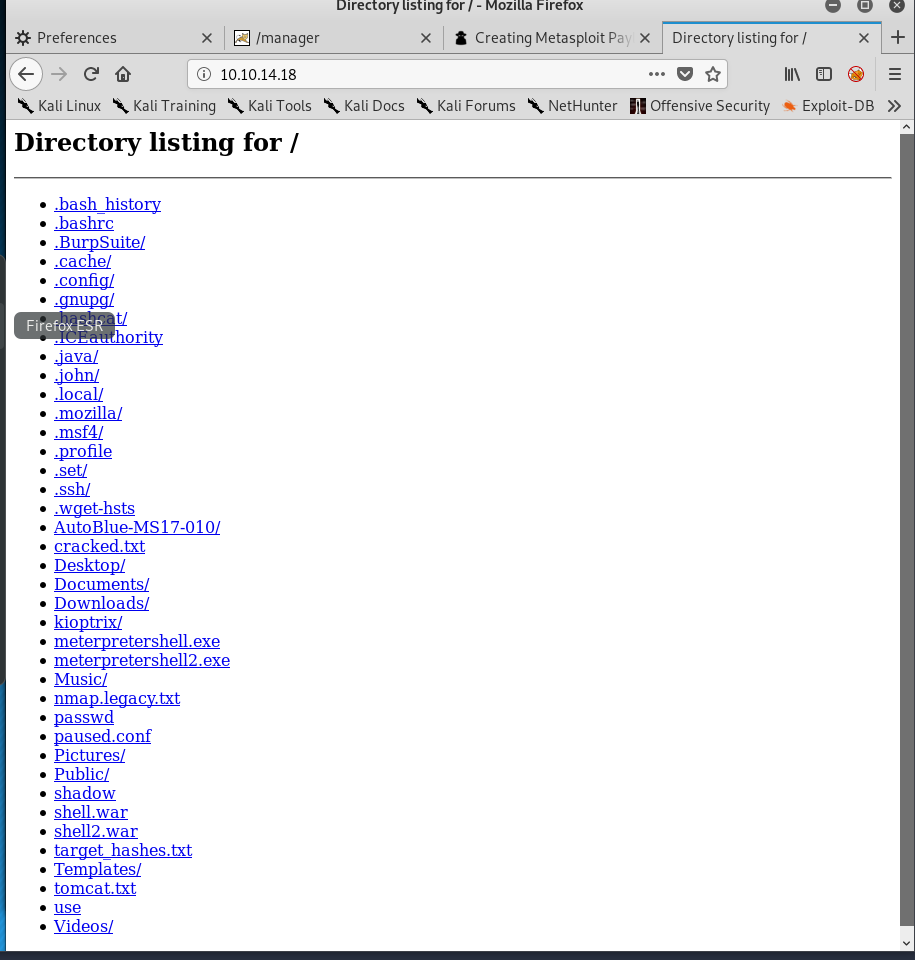 Directory listing for / - Mozilla Firefox
Preferences /manager Creating Metasploit Pay Directory listing for /
10.10.14.18
Kali Linux Kali Training Kali Tools Kali Docs Kali Forums NetHunter Offensive Security Exploit-DB
Directory listing for /
.bash_history
.bashrc
.BurpSuite/
.cache/
.config/
.gnupg/
.hashcat/
Firefox ESR
.ICEauthority
.java/
.john/
.local/
.mozilla/
.msf4/
.profile
.set/
.ssh/
.wget-hsts
AutoBlue-MS17-010/
cracked.txt
Desktop/
Documents/
Downloads/
kioptrix/
meterpretershell.exe
meterpretershell2.exe
Music/
nmap.legacy.txt
passwd
paused.conf
Pictures/
Public/
shadow
shell.war
shell2.war
target_hashes.txt
Templates/
tomcat.txt
use
Videos/